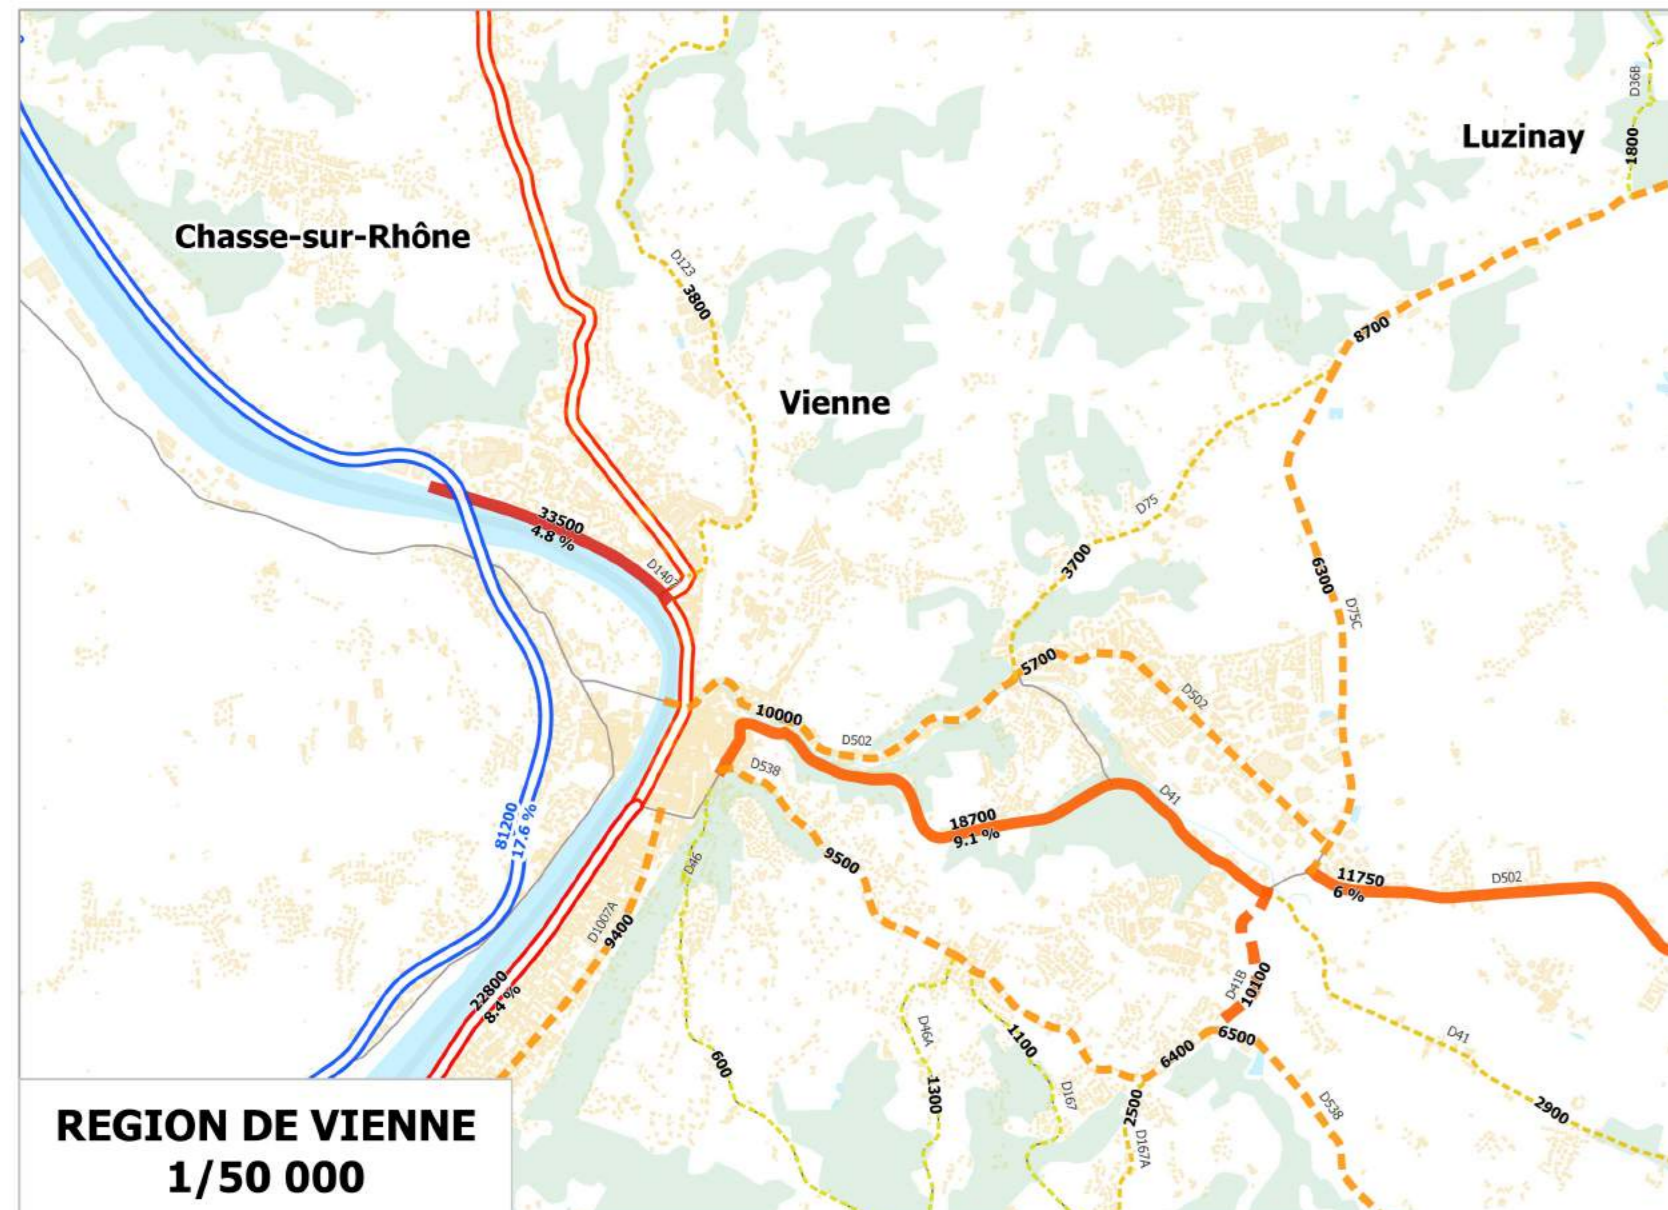 D36B
1800
Luzinay
Chasse-sur-Rhône
D123
3800
8700
Vienne
D75
3700
33500
4.8 %
D1407
6300
D75C
5700
D502
10000
D502
D538
D41
18700
9.1 %
81200
17.6 %
9500
D46
11750
6 %
D502
D1007A
9400
22800
8.4 %
D41B
10100
D46A
1100
6500
6400
D41
600
1300
D167
2500
D167A
D538
2900
REGION DE VIENNE
1/50 000